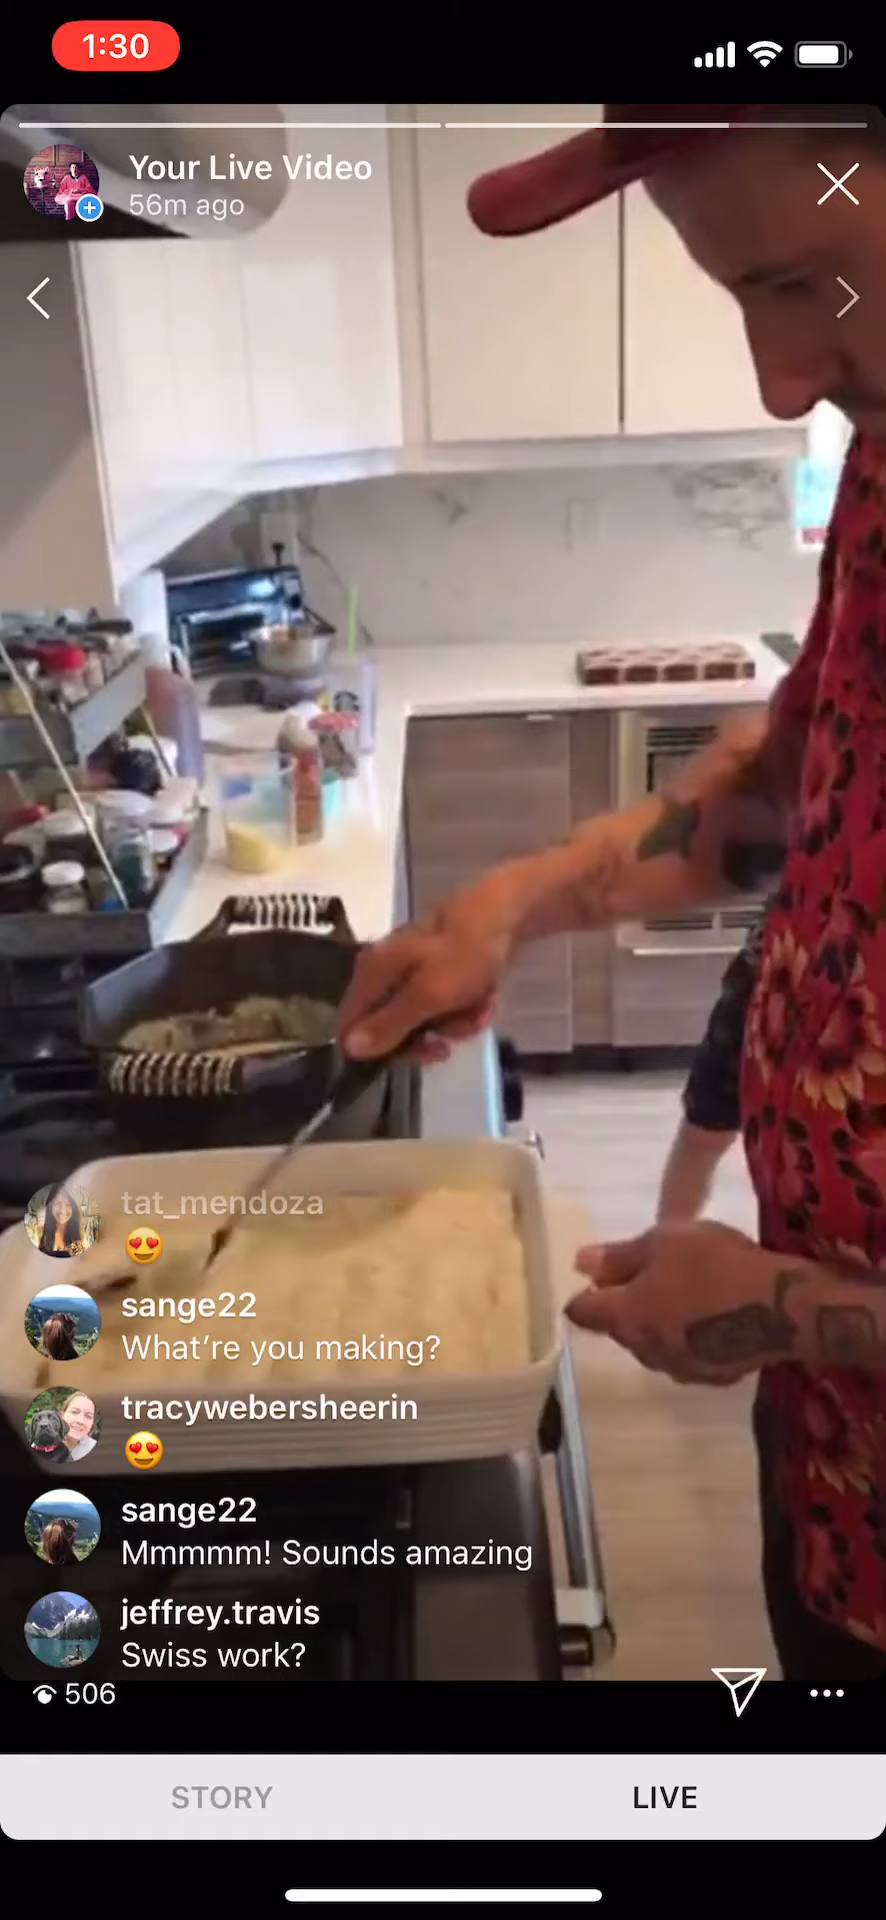 1:30
Your Live Video
56m ago
tat_mendoza
😍
sange22
What're you making?
tracywebersheerin
😍
sange22
Mmmmm! Sounds amazing
jeffrey.travis
Swiss work?
506
STORY
LIVE